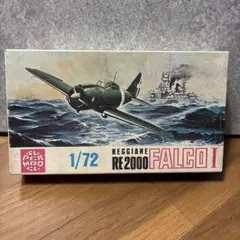 SUPER
MODEL
1/72
REGGIANE
RE2000
FALCO I